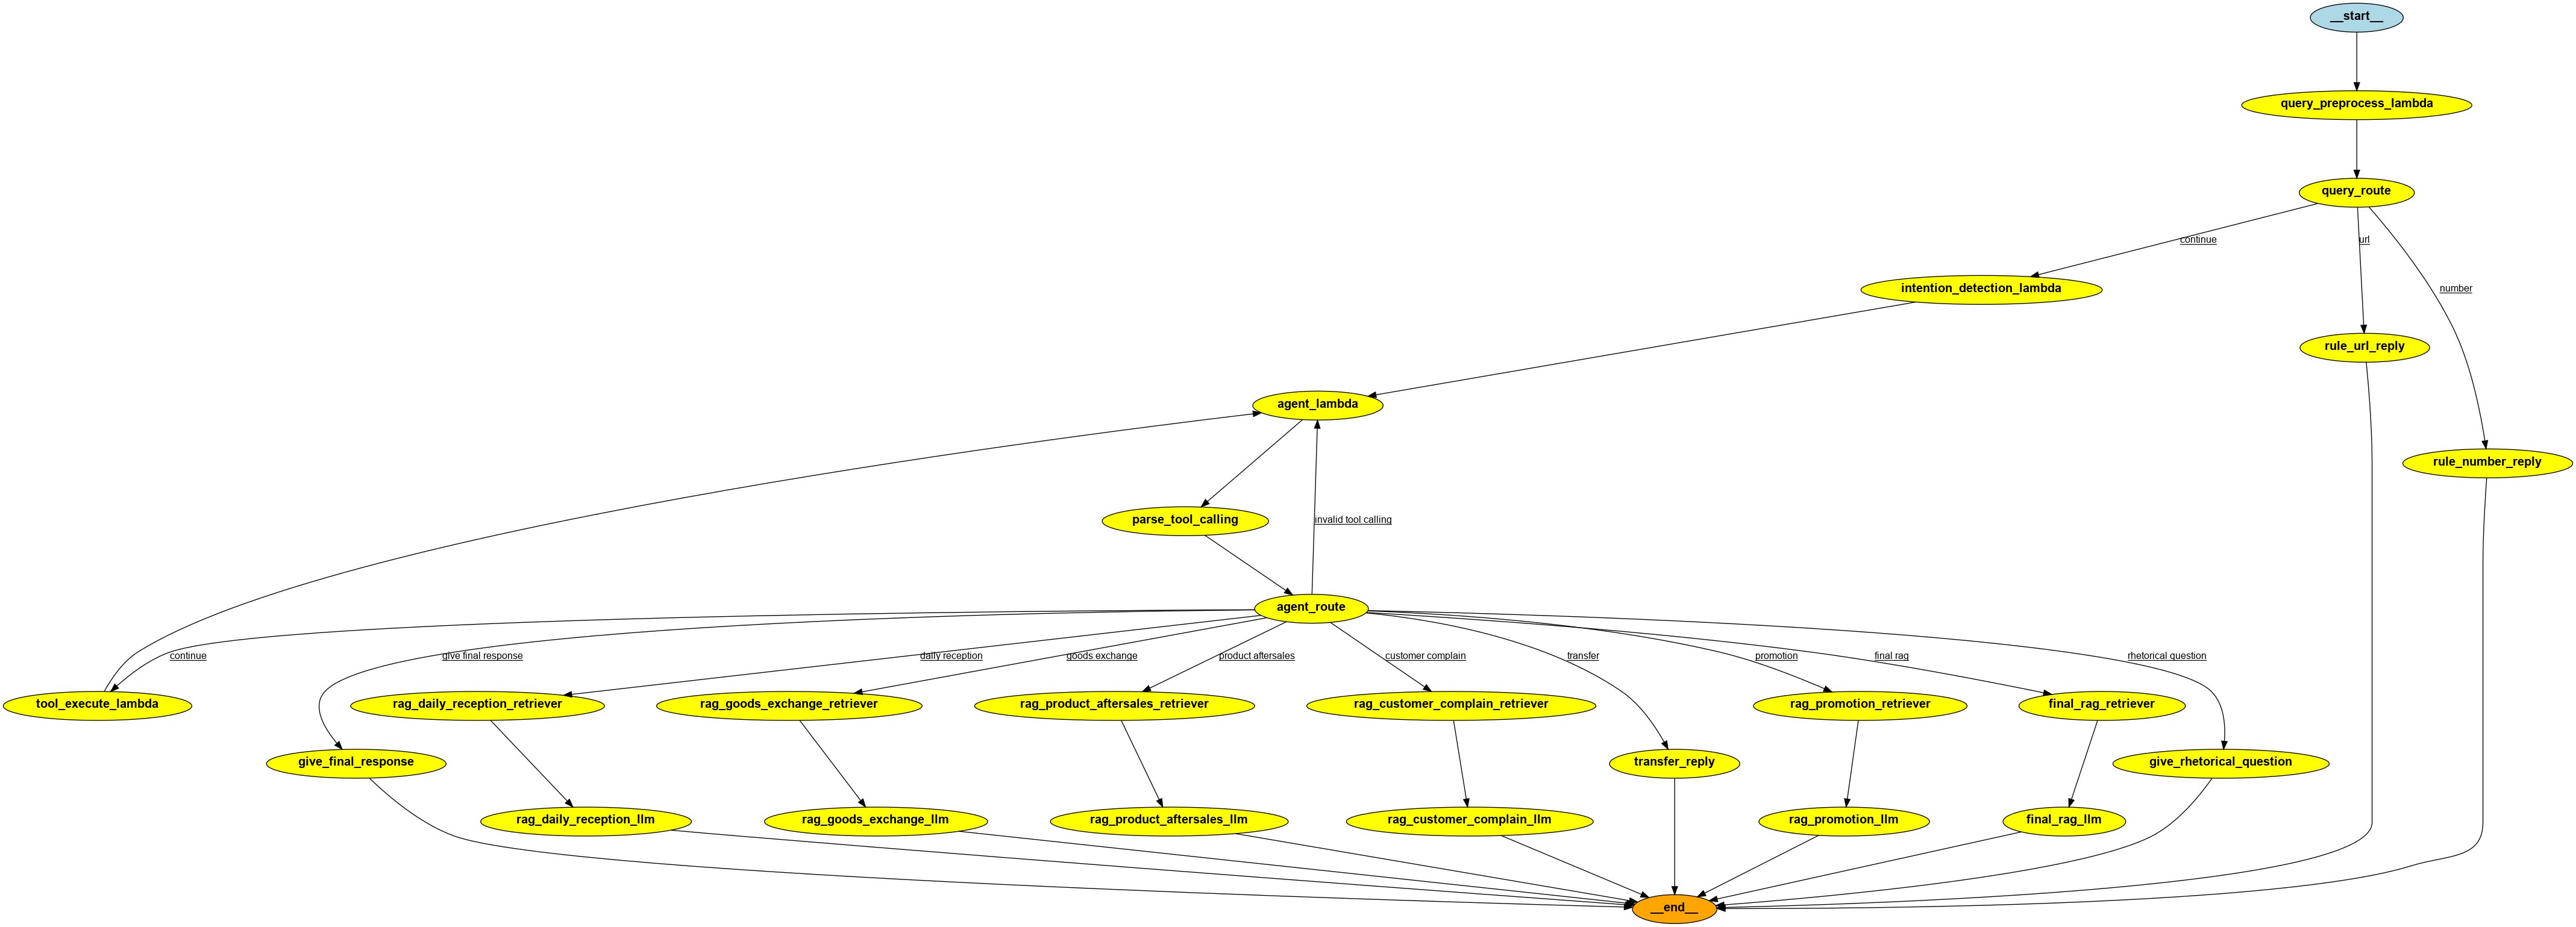 __start__
query_preprocess_lambda
query_route
continue
url
intention_detection_lambda
number
rule_url_reply
agent_lambda
rule_number_reply
parse_tool_calling
invalid tool calling
agent_route
continue
give final response
daily reception
goods exchange
product aftersales
customer complain
transfer
promotion
final rag
rhetorical question
tool_execute_lambda
rag_daily_reception_retriever
rag_goods_exchange_retriever
rag_product_aftersales_retriever
rag_customer_complain_retriever
rag_promotion_retriever
final_rag_retriever
give_final_response
transfer_reply
give_rhetorical_question
rag_daily_reception_llm
rag_goods_exchange_llm
rag_product_aftersales_llm
rag_customer_complain_llm
rag_promotion_llm
final_rag_llm
__end__